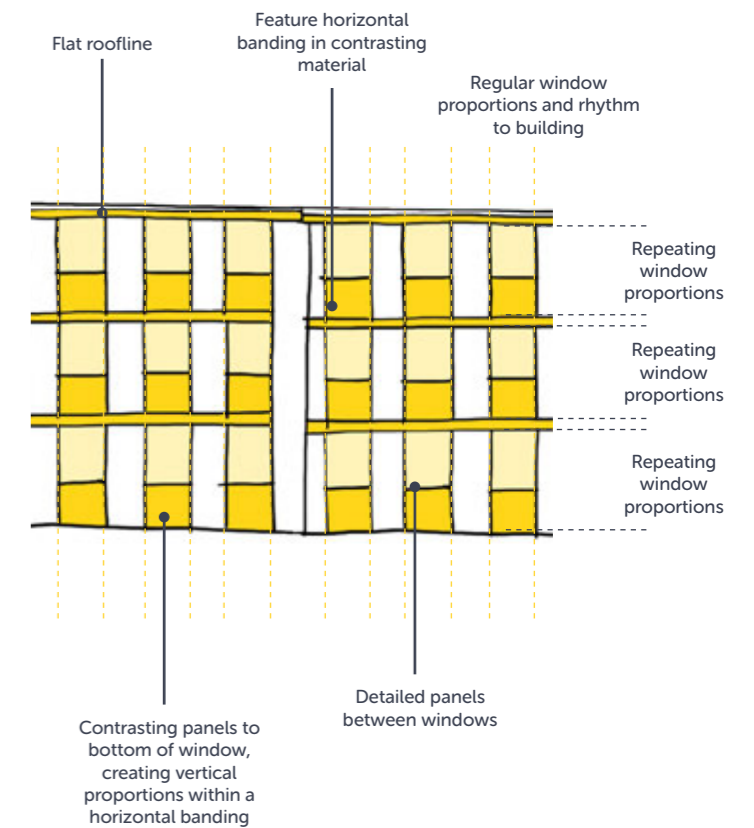 Flat roofline
Feature horizontal
banding in contrasting
material
Regular window
proportions and rhythm
to building
Repeating
window
proportions
Repeating
window
proportions
Repeating
window
proportions
Detailed panels
between windows
Contrasting panels to
bottom of window,
creating vertical
proportions within a
horizontal banding